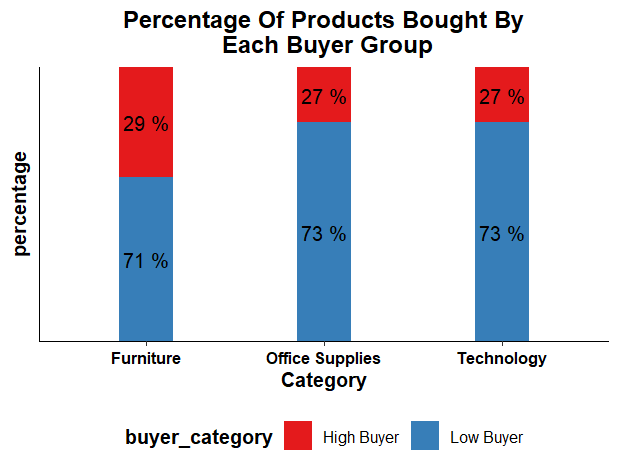 Percentage Of Products Bought By
Each Buyer Group
percentage
29 %
27 %
27 %
71 %
73 %
73 %
Furniture
Office Supplies
Technology
Category
buyer_category
High Buyer
Low Buyer